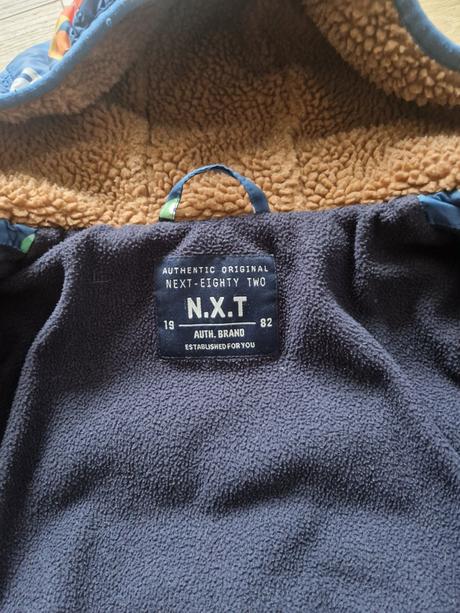 AUTHENTIC ORIGINAL
NEXT-EIGHTY TWO
N.X.T
19 82
AUTH. BRAND
ESTABLISHED FOR YOU